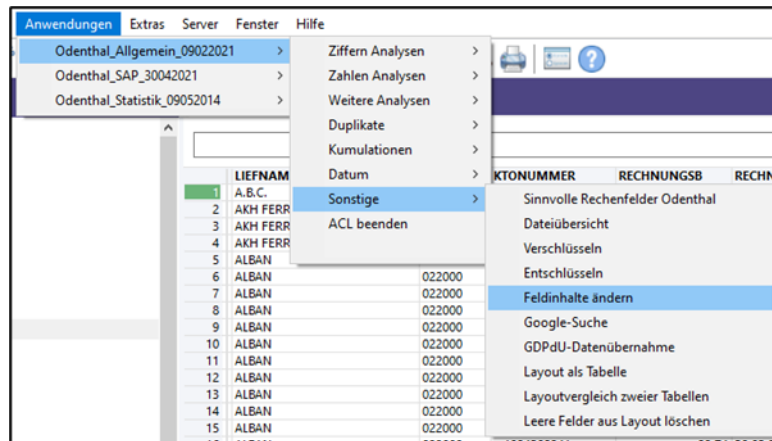 Anwendungen Extras Server Fenster Hilfe
Odenthal_Allgemein_09022021
Odenthal_SAP_30042021
Odenthal_Statistik_09052014
Ziffern Analysen
Zahlen Analysen
Weitere Analysen
Duplikate
Kumulationen
Datum
Sonstige
ACL beenden
Sinnvolle Rechenfelder Odenthal
Dateiübersicht
Verschlüsseln
Entschlüsseln
Feldinhalte ändern
Google-Suche
GDPdU-Datenübernahme
Layout als Tabelle
Layoutvergleich zweier Tabellen
Leere Felder aus Layout löschen
LIEFNAM KTONUMMER RECHNUNGSB RECHN
1 A.B.C.
2 AKH FERR
3 AKH FERR
4 AKH FERR
5 ALBAN
6 ALBAN 022000
7 ALBAN 022000
8 ALBAN 022000
9 ALBAN 022000
10 ALBAN 022000
11 ALBAN 022000
12 ALBAN 022000
13 ALBAN 022000
14 ALBAN 022000
15 ALBAN 022000